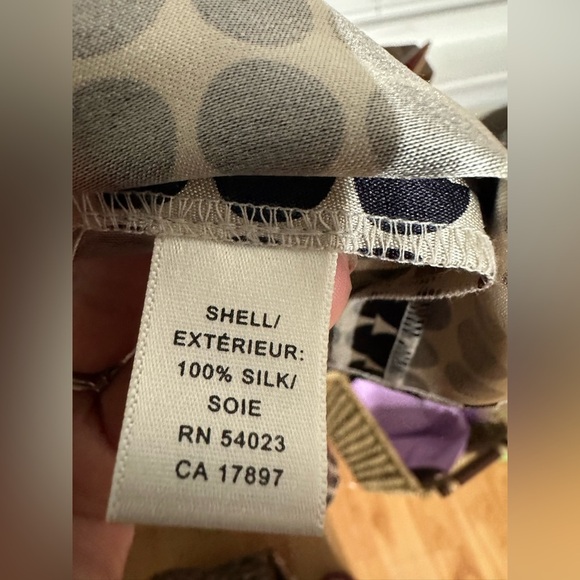 SHELL/
EXTÉRIEUR:
100% SILK/
SOIE
RN 54023
CA 17897